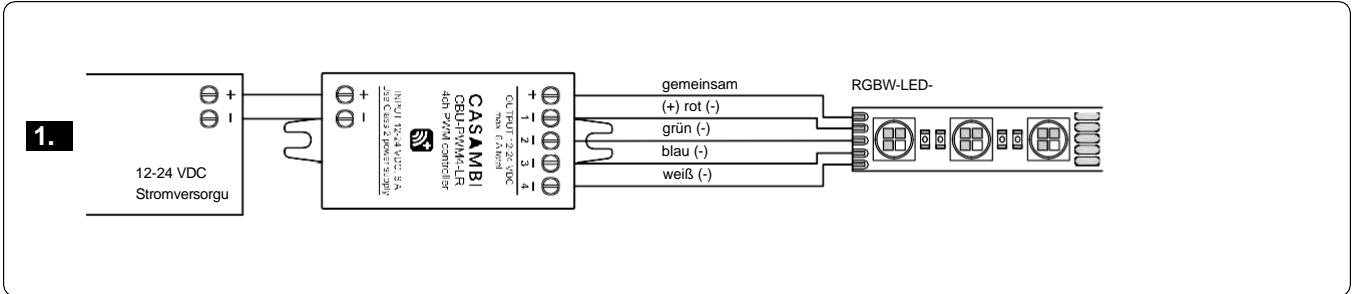 1.
12-24 VDC
Stromversorgu
+
-
+
-
INPUT 12-24 VDC, 6 A
Use Class 2 power supply
CASAMBI
CBU-PWM4-LR
4ch PWM controller
OUTPUT 12-24 VDC
max. 6 A total
+
1 -
2 -
3 -
4 -
gemeinsam
(+) rot (-)
grün (-)
blau (-)
weiß (-)
RGBW-LED-